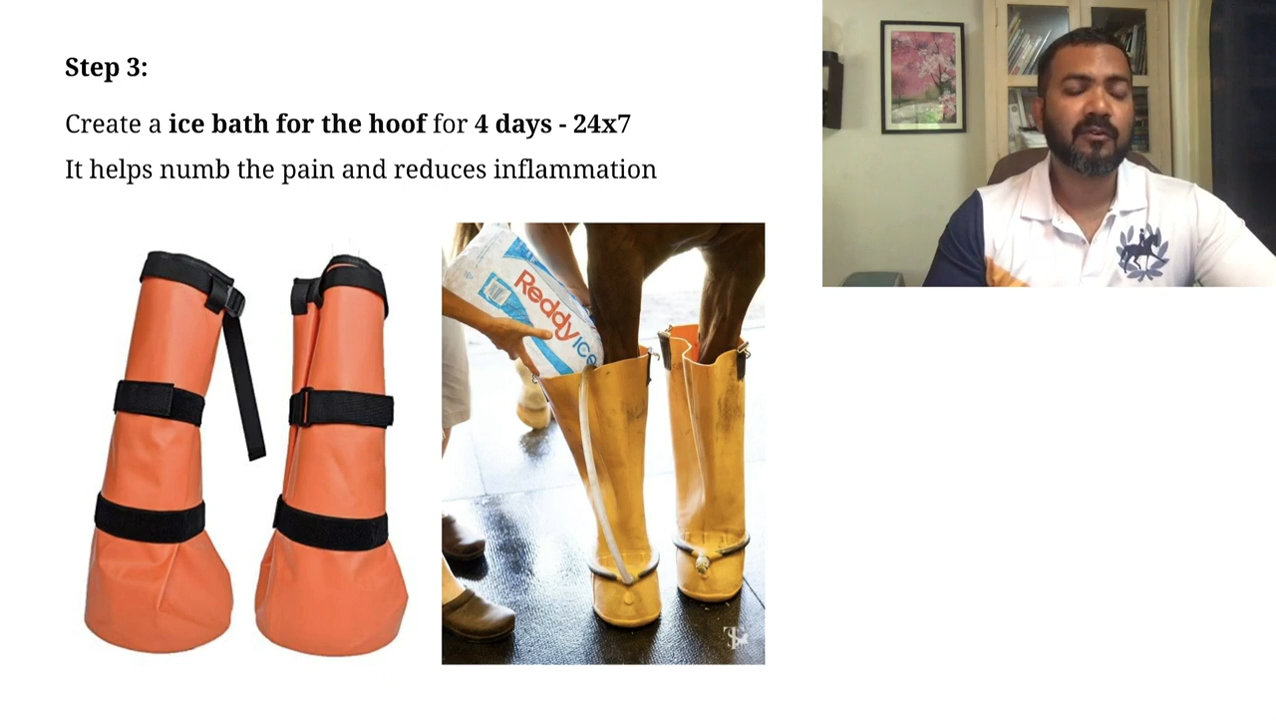 Step 3:
Create a ice bath for the hoof for 4 days - 24x7
It helps numb the pain and reduces inflammation
Reddy ICE